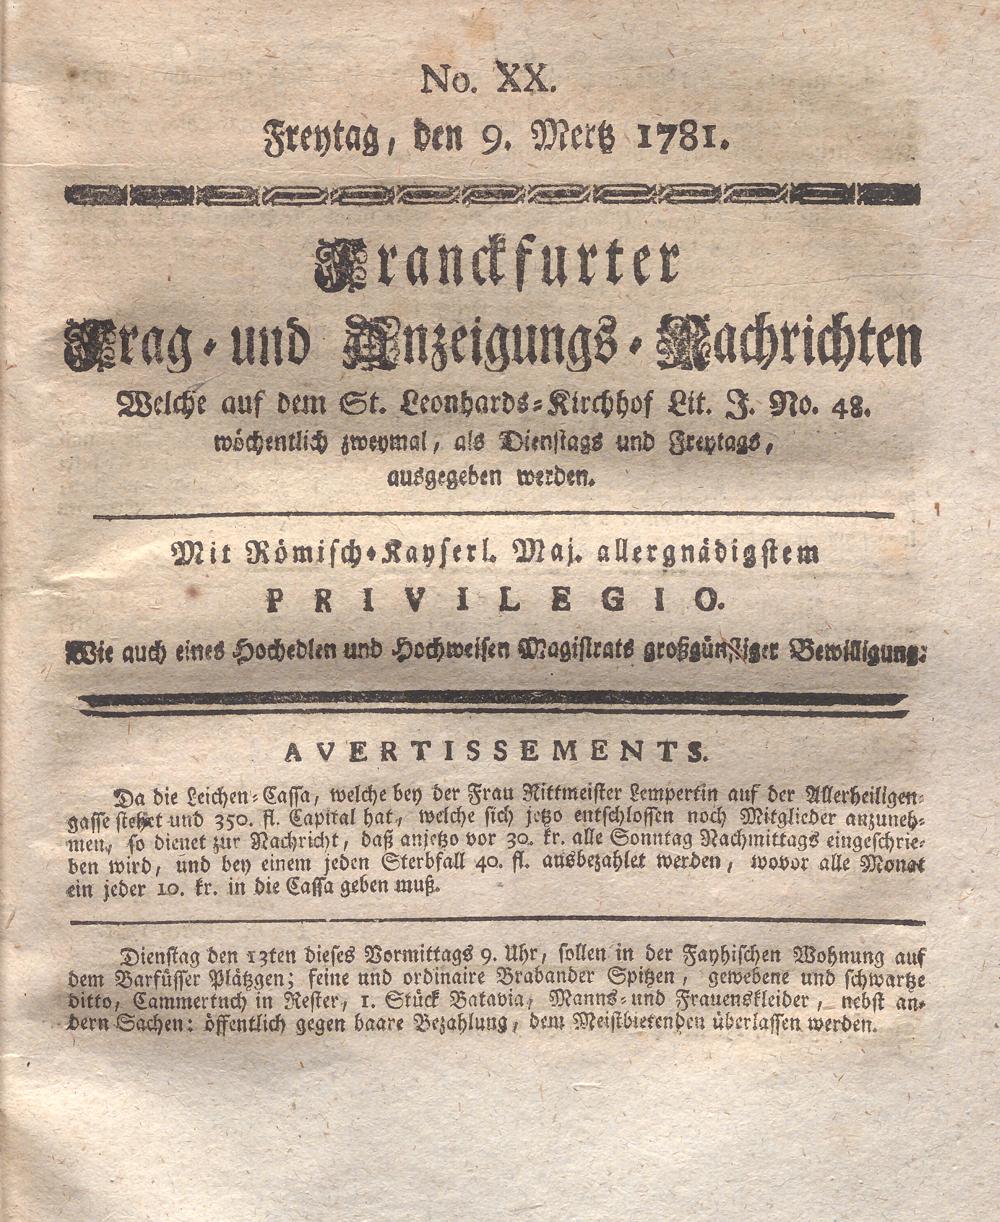 No. XX.
Freytag, den 9. Mertz 1781.
Franckfurter
Frag- und Anzeigungs-Nachrichten
Welche auf dem St. Leonhards-Kirchhof Lit. J. No. 48.
wöchentlich zweymal, als Dienstags und Freytags,
ausgegeben werden.
Mit Römisch-Kayserl. Maj. allergnädigstem
PRIVILEGIO.
Wie auch eines Hochedlen und Hochweisen Magistrats großgünstiger Bewilligung:
AVERTISSEMENTS.
Da die Leichen-Cassa, welche bey der Frau Rittmeister Lempertin auf der Allerheiligen-
gasse stehet und 350. fl. Capital hat, welche sich jetzo entschlossen noch Mitglieder anzuneh-
men, so dienet zur Nachricht, daß anjetzo vor 30. kr. alle Sonntag Nachmittags eingeschrie-
ben wird, und bey einem jeden Sterbfall 40. fl. ausbezahlet werden, wovor alle Monat
ein jeder 10. kr. in die Cassa geben muß.
Dienstag den 13ten dieses Vormittags 9. Uhr, sollen in der Fayhischen Wohnung auf
dem Barfüsser Plätzgen; feine und ordinaire Brabander Spitzen, gewebene und schwartze
ditto, Cammertuch in Rester, 1. Stück Batavia, Manns- und Frauenskleider, nebst an-
dern Sachen: öffentlich gegen baare Bezahlung, dem Meistbietenden überlassen werden.